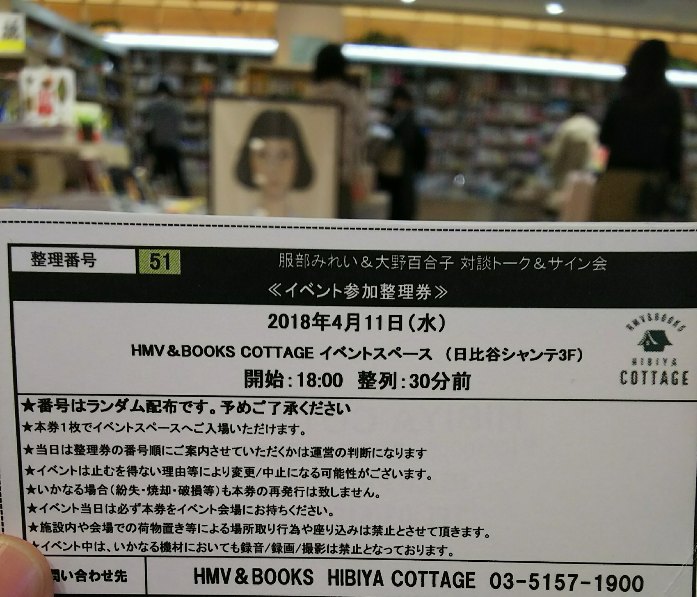 整理番号 51 服部みれい＆大野百合子 対談トーク＆サイン会
≪イベント参加整理券≫
2018年4月11日（水）
HMV＆BOOKS COTTAGE イベントスペース （日比谷シャンテ3F）
開始：18:00 整列：30分前
HMV&BOOKS
HIBIYA
COTTAGE
★番号はランダム配布です。予めご了承ください
★本券1枚でイベントスペースへご入場いただけます。
★当日は整理券の番号順にご案内させていただくかは運営の判断になります
★イベントは止むを得ない理由等により変更/中止になる可能性がございます。
★いかなる場合（紛失・焼却・破損等）も本券の再発行は致しません。
★イベント当日は必ず本券をイベント会場にお持ちください。
★施設内や会場での荷物置き等による場所取り行為や座り込みは禁止とさせて頂きます。
★イベント中は、いかなる機材においても録音/録画/撮影は禁止となっております。
問い合わせ先 HMV＆BOOKS HIBIYA COTTAGE 03-5157-1900